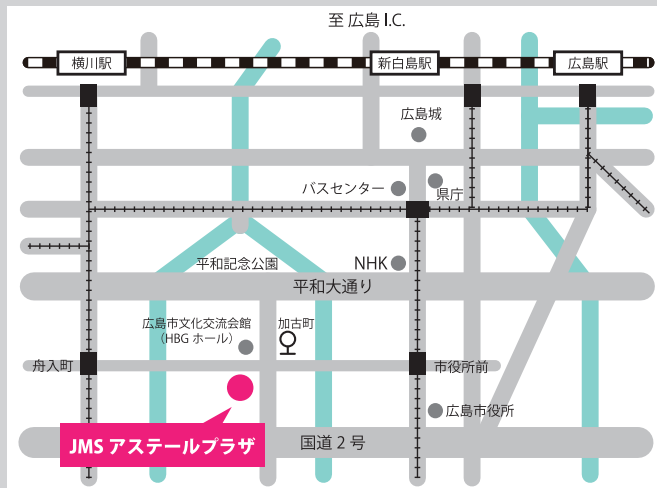 至 広島 I.C.
横川駅
新白島駅
広島駅
広島城
バスセンター
県庁
平和記念公園
NHK
平和大通り
広島市文化交流会館
（HBG ホール）
加古町
舟入町
市役所前
広島市役所
JMS アステールプラザ
国道 2 号